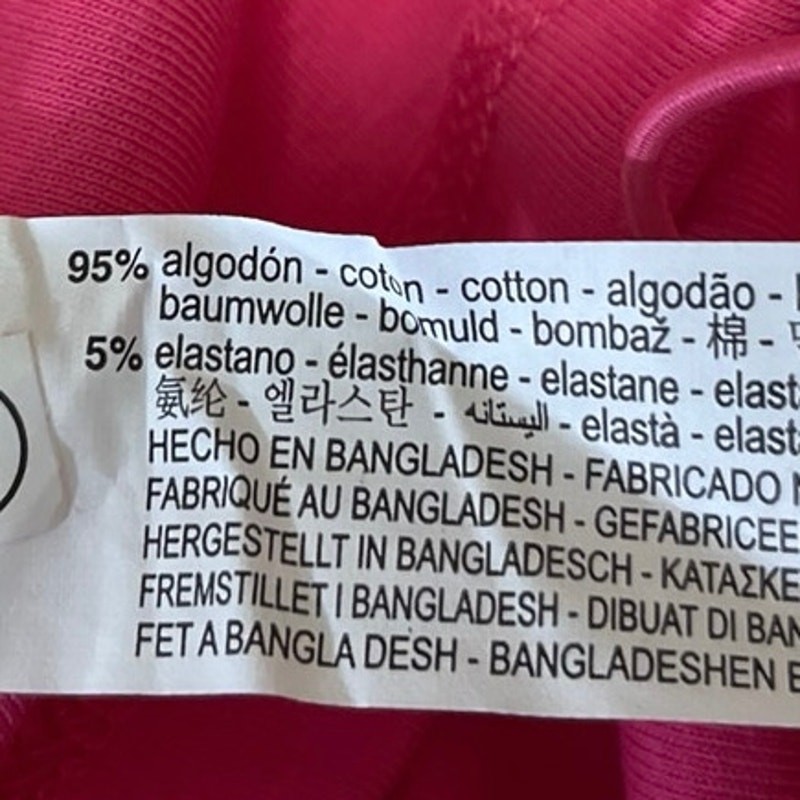 95% algodón - coton - cotton - algodão -
baumwolle - bomuld - bombaž - 棉 -
5% elastano - élasthanne - elastane -
氨纶 - 엘라스탄 - اليستانه - elastà -
HECHO EN BANGLADESH - FABRICADO
FABRIQUÉ AU BANGLADESH - GEFABRICEE
HERGESTELLT IN BANGLADESCH - ΚΑΤΑΣΚΕ
FREMSTILLET I BANGLADESH - DIBUAT DI BAN
FET A BANGLA DESH - BANGLADESHEN